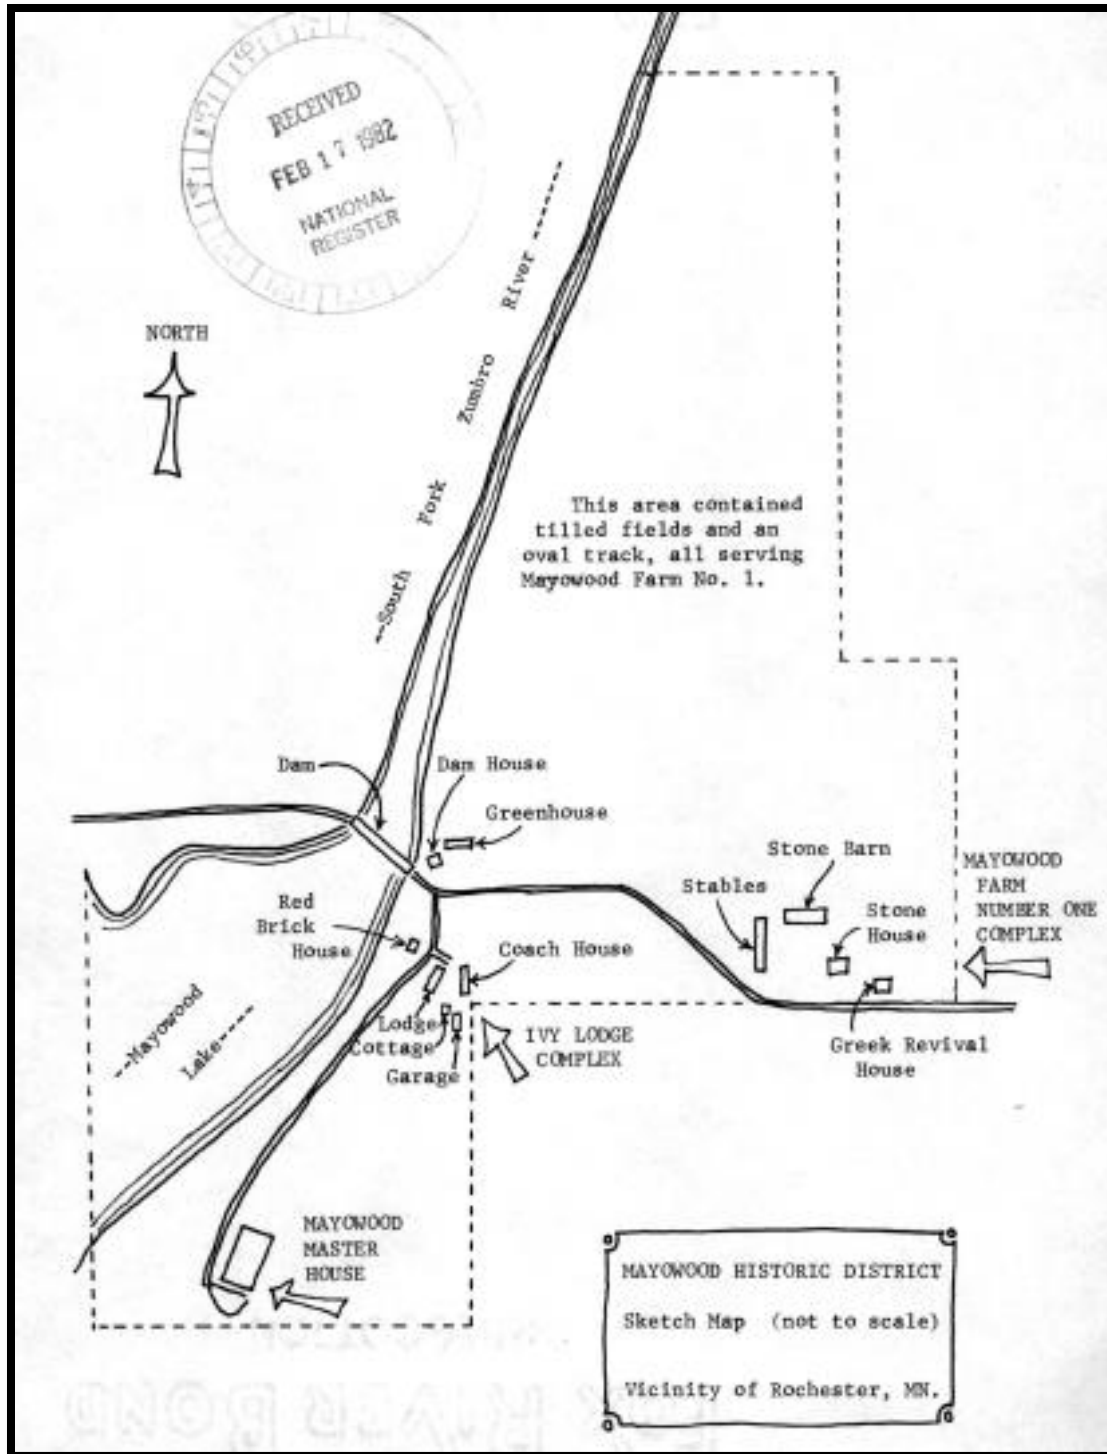 RECEIVED
FEB 17 1982
NATIONAL
REGISTER
NORTH
--South Fork Zumbro River-----
This area contained
tilled fields and an
oval track, all serving
Mayowood Farm No. 1.
Dam
Dam House
Greenhouse
Stone Barn
Stables
Stone
House
MAYOWOOD
FARM
NUMBER ONE
COMPLEX
Red
Brick
House
Coach House
Lodge
Cottage
Garage
IVY LODGE
COMPLEX
Greek Revival
House
--Mayowood
Lake-----
MAYOWOOD
MASTER
HOUSE
MAYOWOOD HISTORIC DISTRICT
Sketch Map (not to scale)
Vicinity of Rochester, MN.